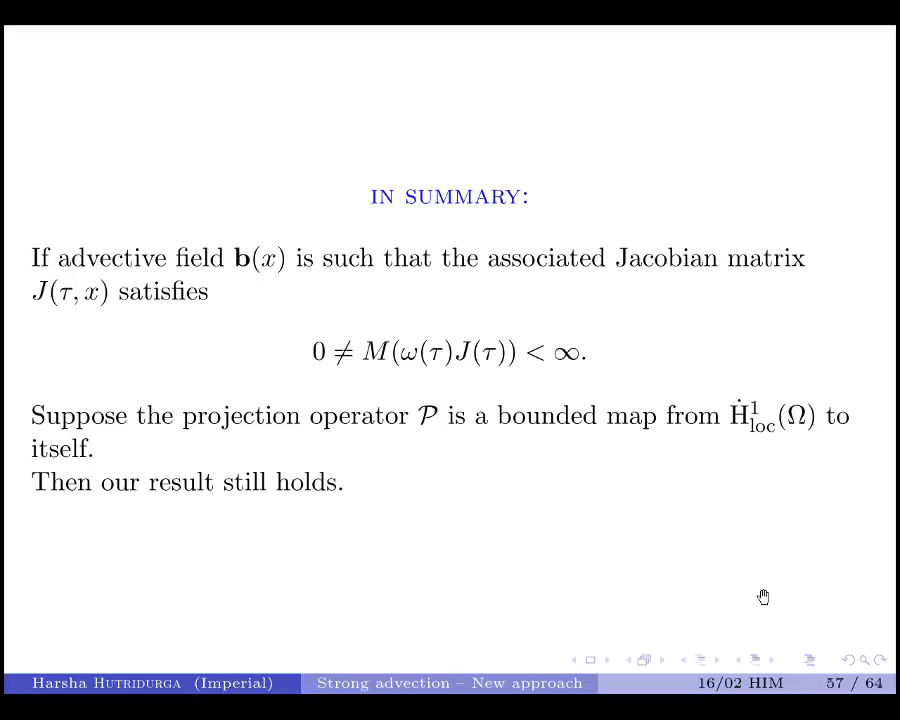 IN SUMMARY:
If advective field b(x) is such that the associated Jacobian matrix
J(τ, x) satisfies
0 ≠ M(ω(τ)J(τ)) < ∞.
Suppose the projection operator 𝒫 is a bounded map from Ḣ¹_loc(Ω) to
itself.
Then our result still holds.
Harsha HUTRIDURGA (Imperial) Strong advection – New approach 16/02 HIM 57 / 64